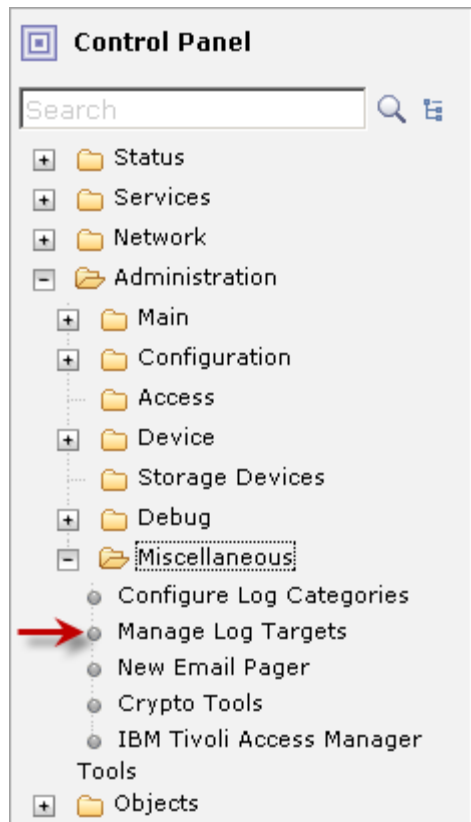 Control Panel
Search
Status
Services
Network
Administration
Main
Configuration
Access
Device
Storage Devices
Debug
Miscellaneous
Configure Log Categories
Manage Log Targets
New Email Pager
Crypto Tools
IBM Tivoli Access Manager
Tools
Objects